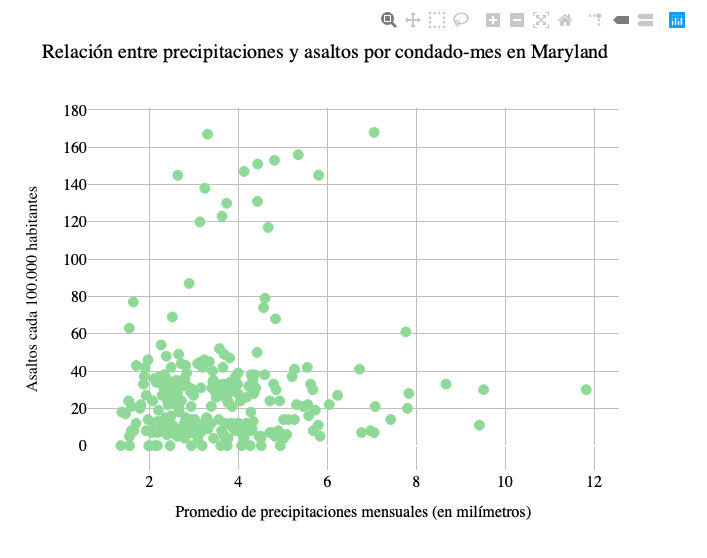 Relación entre precipitaciones y asaltos por condado-mes en Maryland
180
160
140
120
100
80
60
40
20
0
Asaltos cada 100.000 habitantes
2 4 6 8 10 12
Promedio de precipitaciones mensuales (en milímetros)